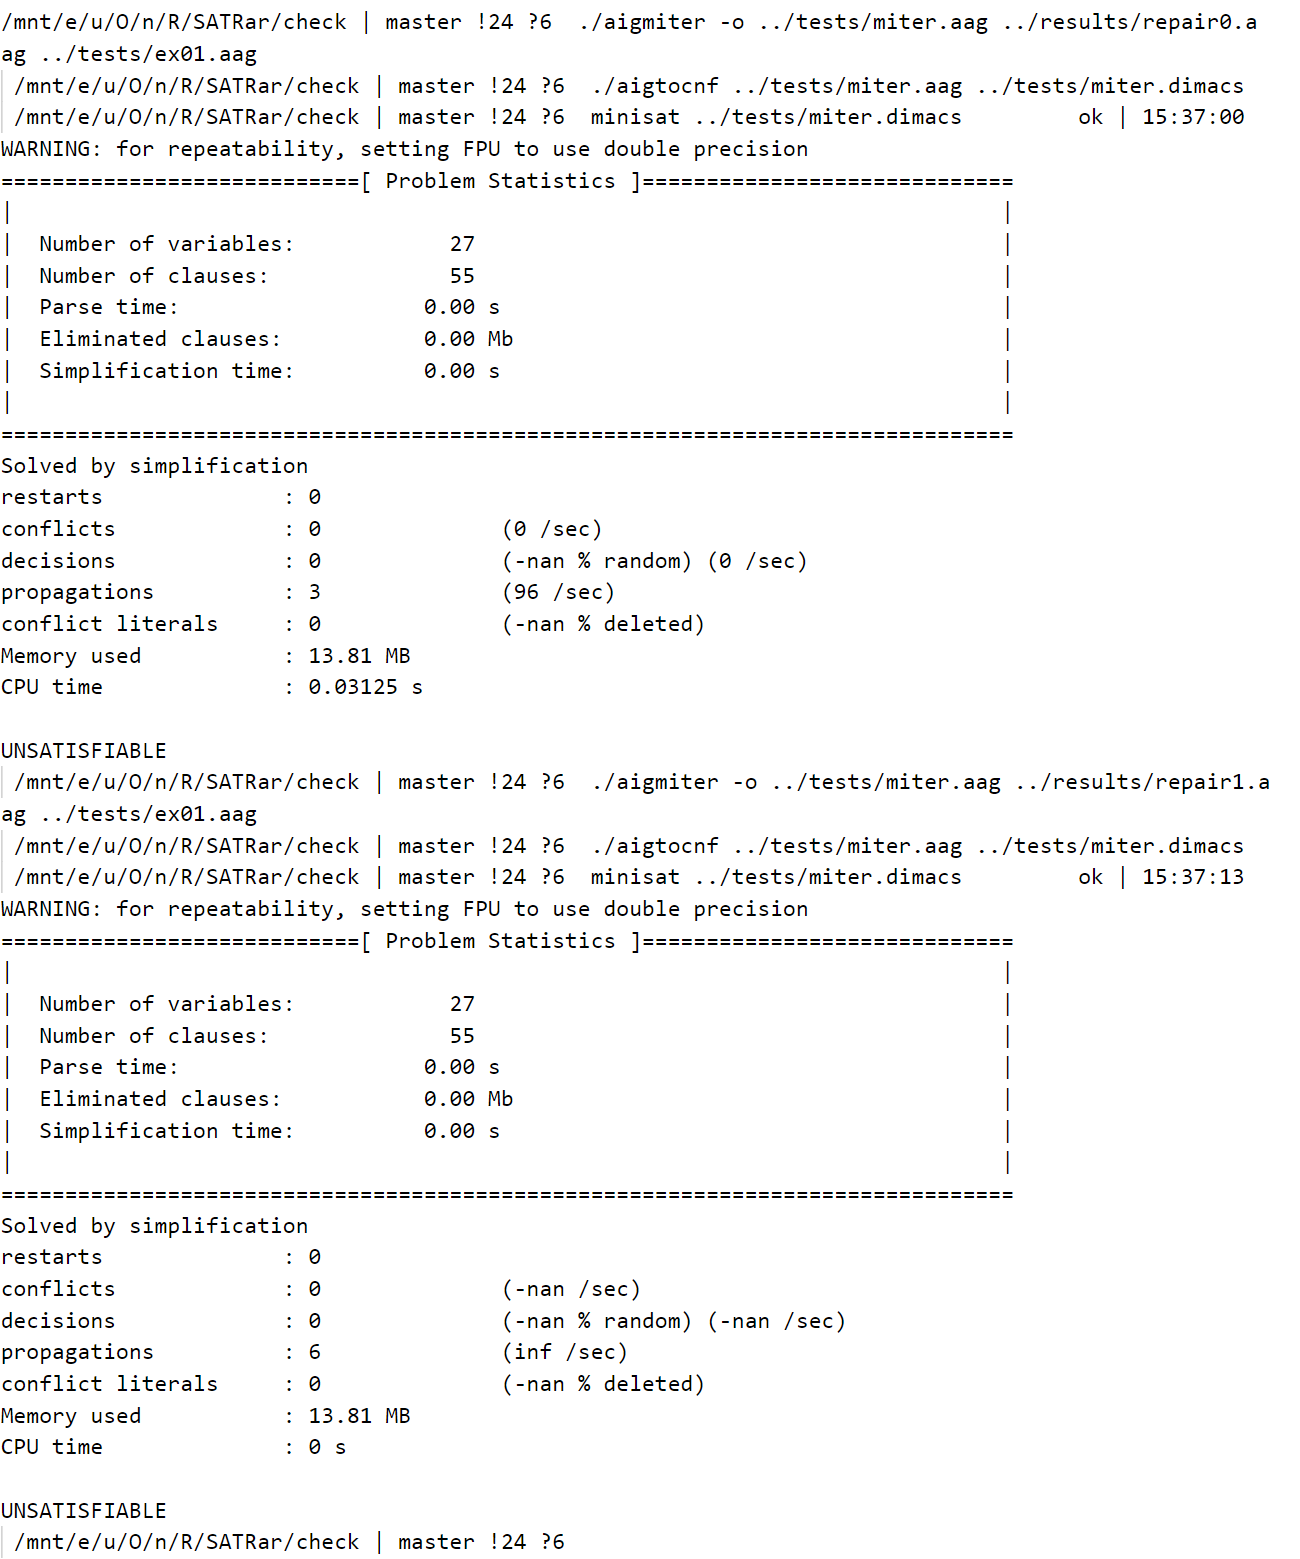 /mnt/e/u/O/n/R/SATRar/check | master !24 ?6  ./aigmiter -o ../tests/miter.aag ../results/repair0.a
ag ../tests/ex01.aag
/mnt/e/u/O/n/R/SATRar/check | master !24 ?6  ./aigtocnf ../tests/miter.aag ../tests/miter.dimacs
/mnt/e/u/O/n/R/SATRar/check | master !24 ?6  minisat ../tests/miter.dimacs         ok | 15:37:00
WARNING: for repeatability, setting FPU to use double precision
============================[ Problem Statistics ]=============================
|                                                                             |
|  Number of variables:            27                                         |
|  Number of clauses:              55                                         |
|  Parse time:                   0.00 s                                       |
|  Eliminated clauses:           0.00 Mb                                      |
|  Simplification time:          0.00 s                                       |
|                                                                             |
===============================================================================
Solved by simplification
restarts              : 0
conflicts             : 0              (0 /sec)
decisions             : 0              (-nan % random) (0 /sec)
propagations          : 3              (96 /sec)
conflict literals     : 0              (-nan % deleted)
Memory used           : 13.81 MB
CPU time              : 0.03125 s
UNSATISFIABLE
/mnt/e/u/O/n/R/SATRar/check | master !24 ?6  ./aigmiter -o ../tests/miter.aag ../results/repair1.a
ag ../tests/ex01.aag
/mnt/e/u/O/n/R/SATRar/check | master !24 ?6  ./aigtocnf ../tests/miter.aag ../tests/miter.dimacs
/mnt/e/u/O/n/R/SATRar/check | master !24 ?6  minisat ../tests/miter.dimacs         ok | 15:37:13
WARNING: for repeatability, setting FPU to use double precision
============================[ Problem Statistics ]=============================
|                                                                             |
|  Number of variables:            27                                         |
|  Number of clauses:              55                                         |
|  Parse time:                   0.00 s                                       |
|  Eliminated clauses:           0.00 Mb                                      |
|  Simplification time:          0.00 s                                       |
|                                                                             |
===============================================================================
Solved by simplification
restarts              : 0
conflicts             : 0              (-nan /sec)
decisions             : 0              (-nan % random) (-nan /sec)
propagations          : 6              (inf /sec)
conflict literals     : 0              (-nan % deleted)
Memory used           : 13.81 MB
CPU time              : 0 s
UNSATISFIABLE
/mnt/e/u/O/n/R/SATRar/check | master !24 ?6